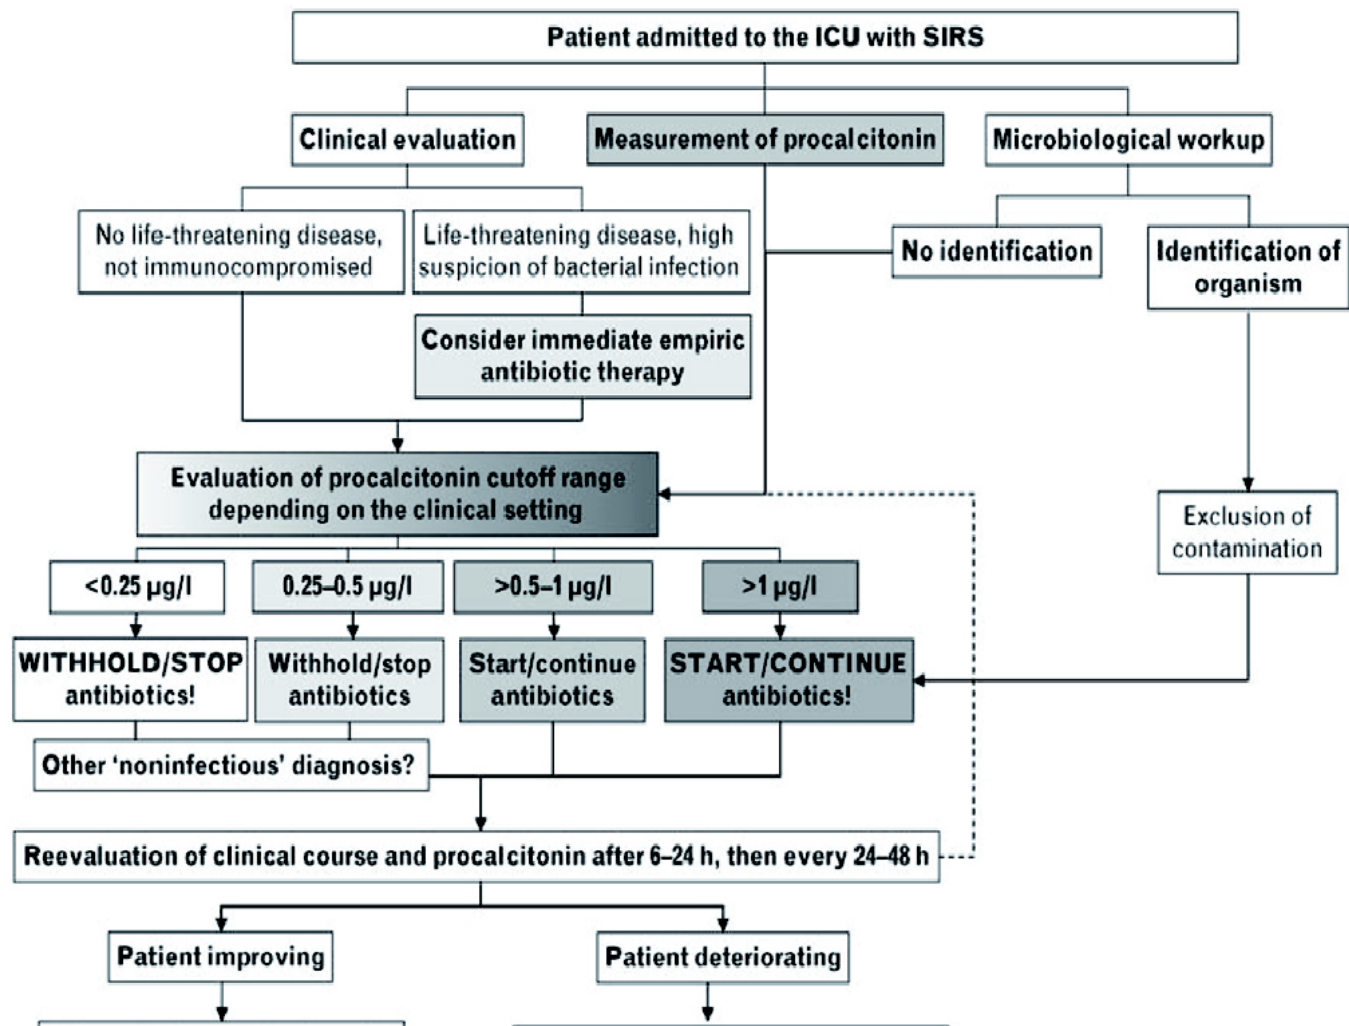 Patient admitted to the ICU with SIRS
Clinical evaluation
Measurement of procalcitonin
Microbiological workup
No life-threatening disease,
not immunocompromised
Life-threatening disease, high
suspicion of bacterial infection
No identification
Identification of
organism
Consider immediate empiric
antibiotic therapy
Evaluation of procalcitonin cutoff range
depending on the clinical setting
Exclusion of
contamination
<0.25 µg/l
0.25–0.5 µg/l
>0.5–1 µg/l
>1 µg/l
WITHHOLD/STOP
antibiotics!
Withhold/stop
antibiotics
Start/continue
antibiotics
START/CONTINUE
antibiotics!
Other ‘noninfectious’ diagnosis?
Reevaluation of clinical course and procalcitonin after 6–24 h, then every 24–48 h
Patient improving
Patient deteriorating